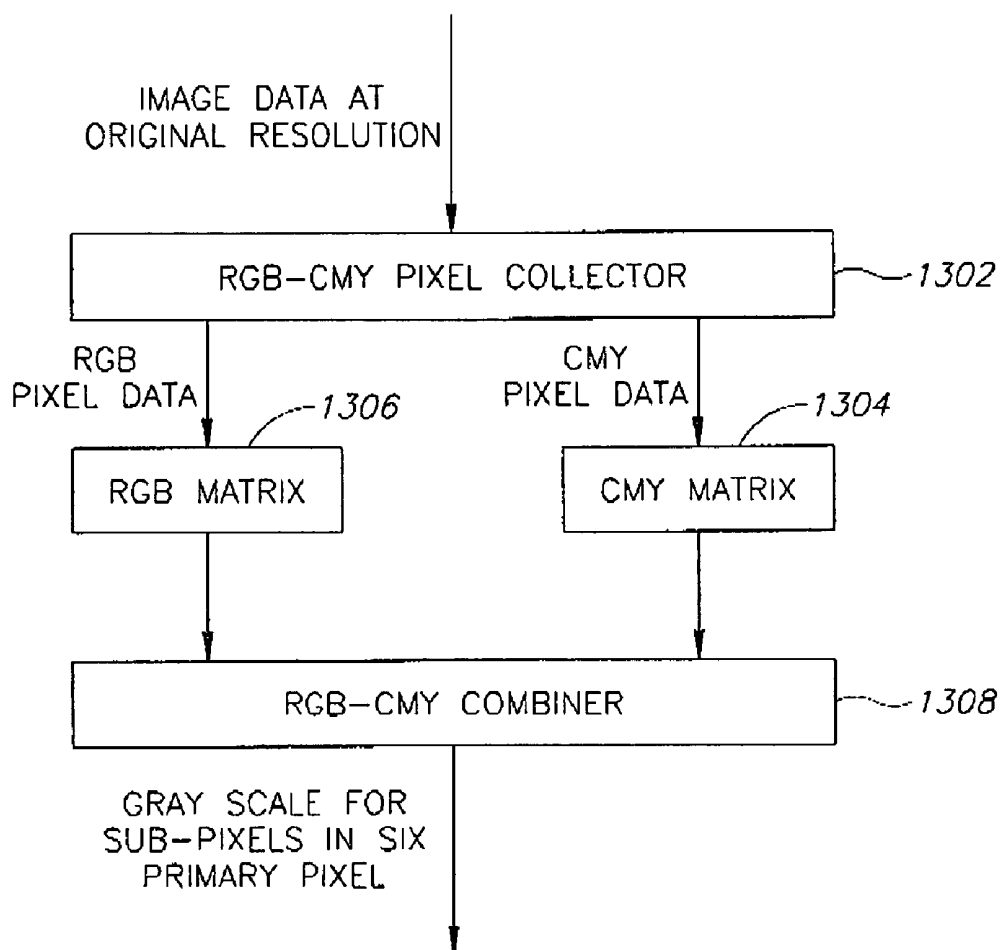 IMAGE DATA AT
ORIGINAL RESOLUTION
RGB-CMY PIXEL COLLECTOR
1302
RGB
PIXEL DATA
CMY
PIXEL DATA
1306
1304
RGB MATRIX
CMY MATRIX
RGB-CMY COMBINER
1308
GRAY SCALE FOR
SUB-PIXELS IN SIX
PRIMARY PIXEL